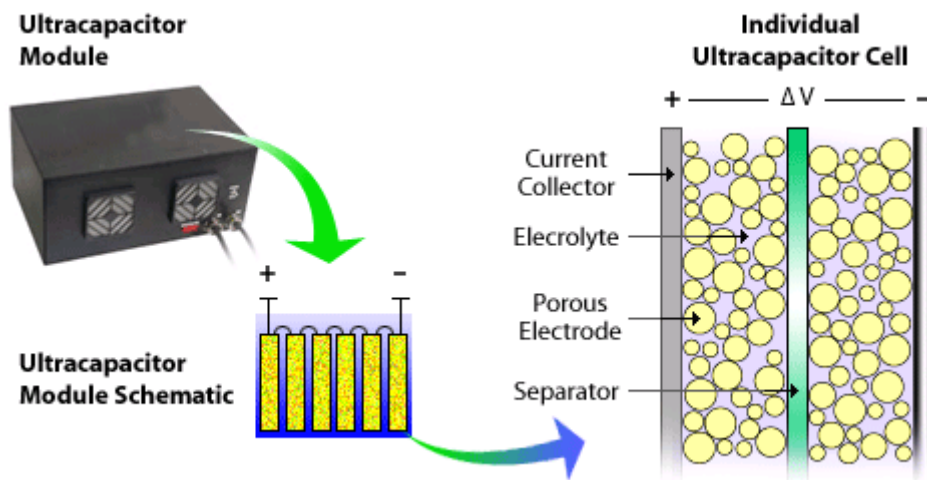 Ultracapacitor
Module
Individual
Ultracapacitor Cell
+ ΔV –
Current
Collector
Elecrolyte
Porous
Electrode
Separator
+ –
Ultracapacitor
Module Schematic